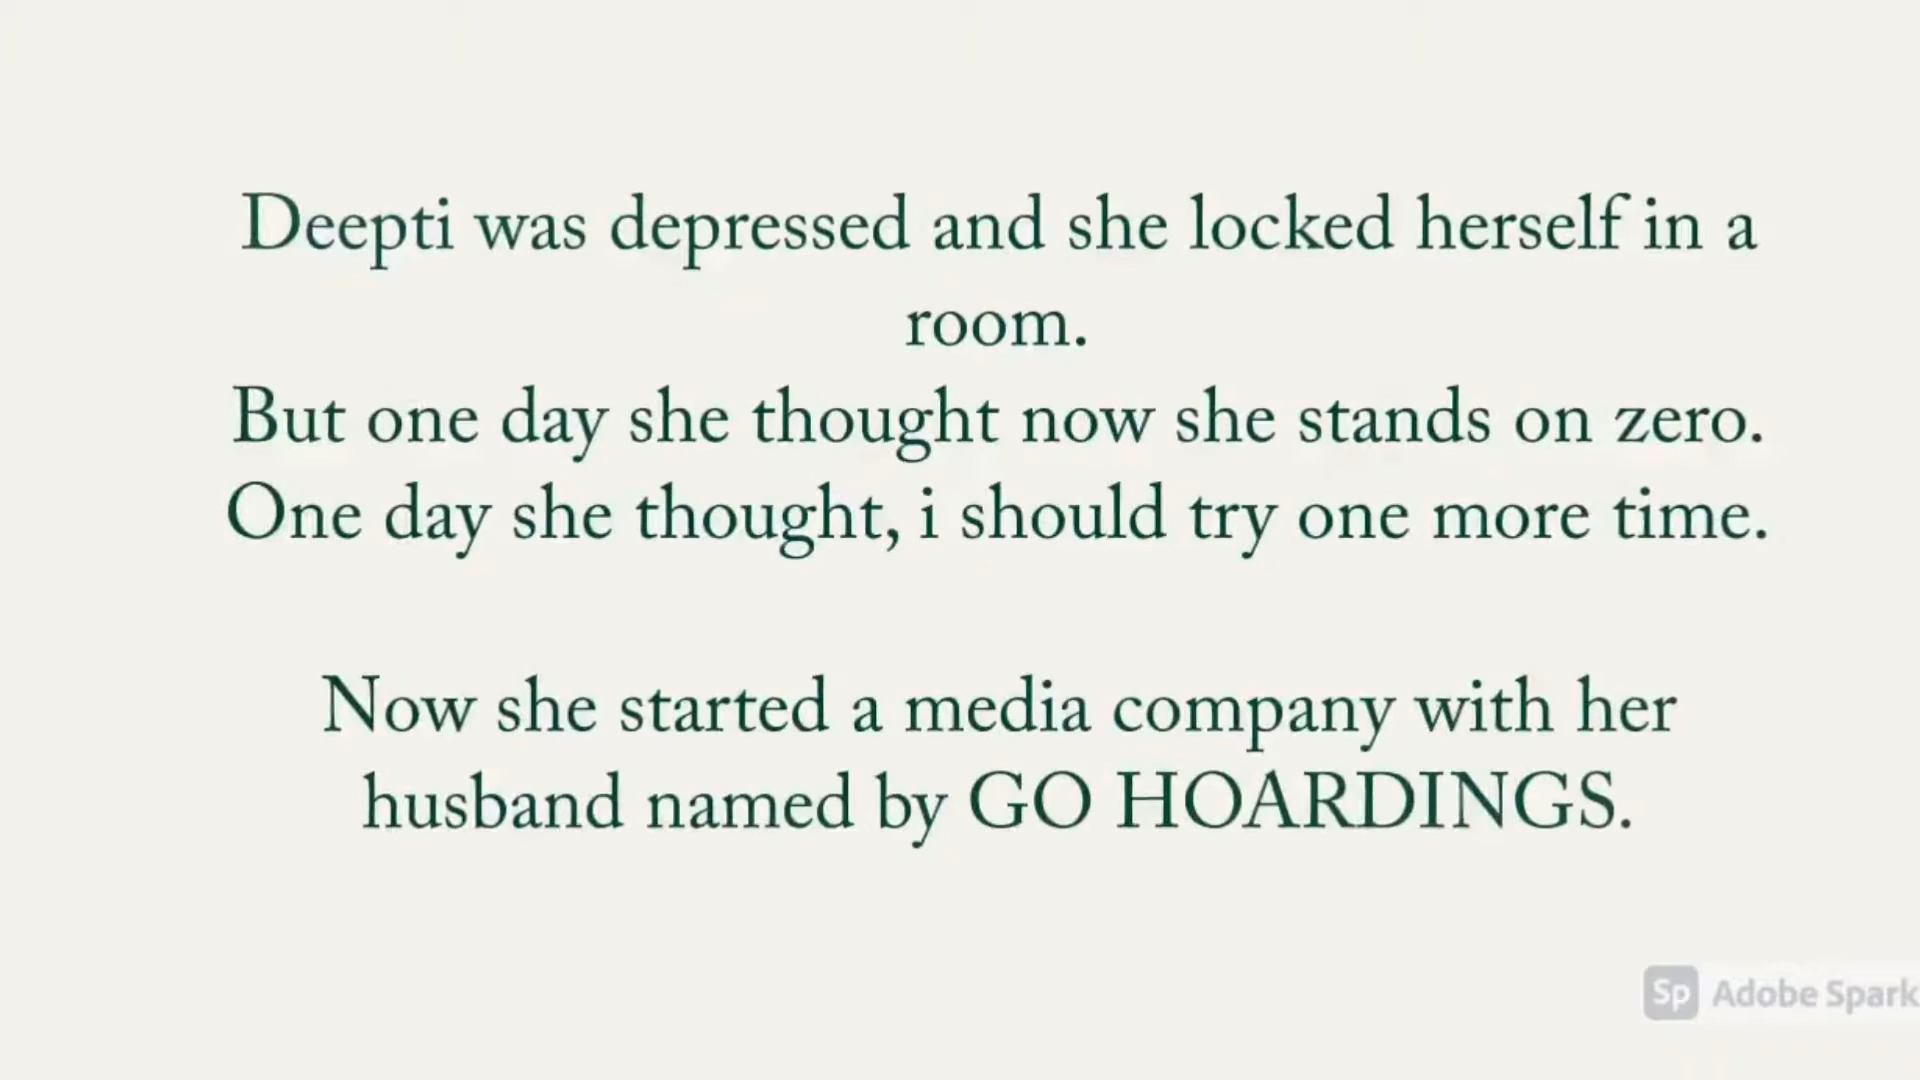 Deepti was depressed and she locked herself in a
room.
But one day she thought now she stands on zero.
One day she thought, i should try one more time.
Now she started a media company with her
husband named by GO HOARDINGS.
Sp Adobe Spark